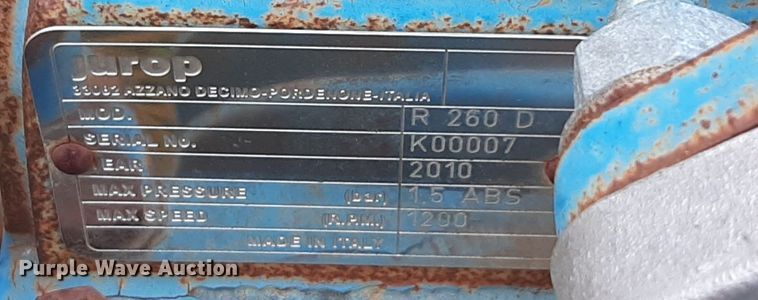 jurop
33082 AZZANO DECIMO-PORDENONE-ITALIA
MOD. R 260 D
SERIAL No. K00007
YEAR 2010
MAX PRESSURE (bar) 1.5 ABS
MAX SPEED (R.P.M.) 1200
MADE IN ITALY
Purple Wave Auction